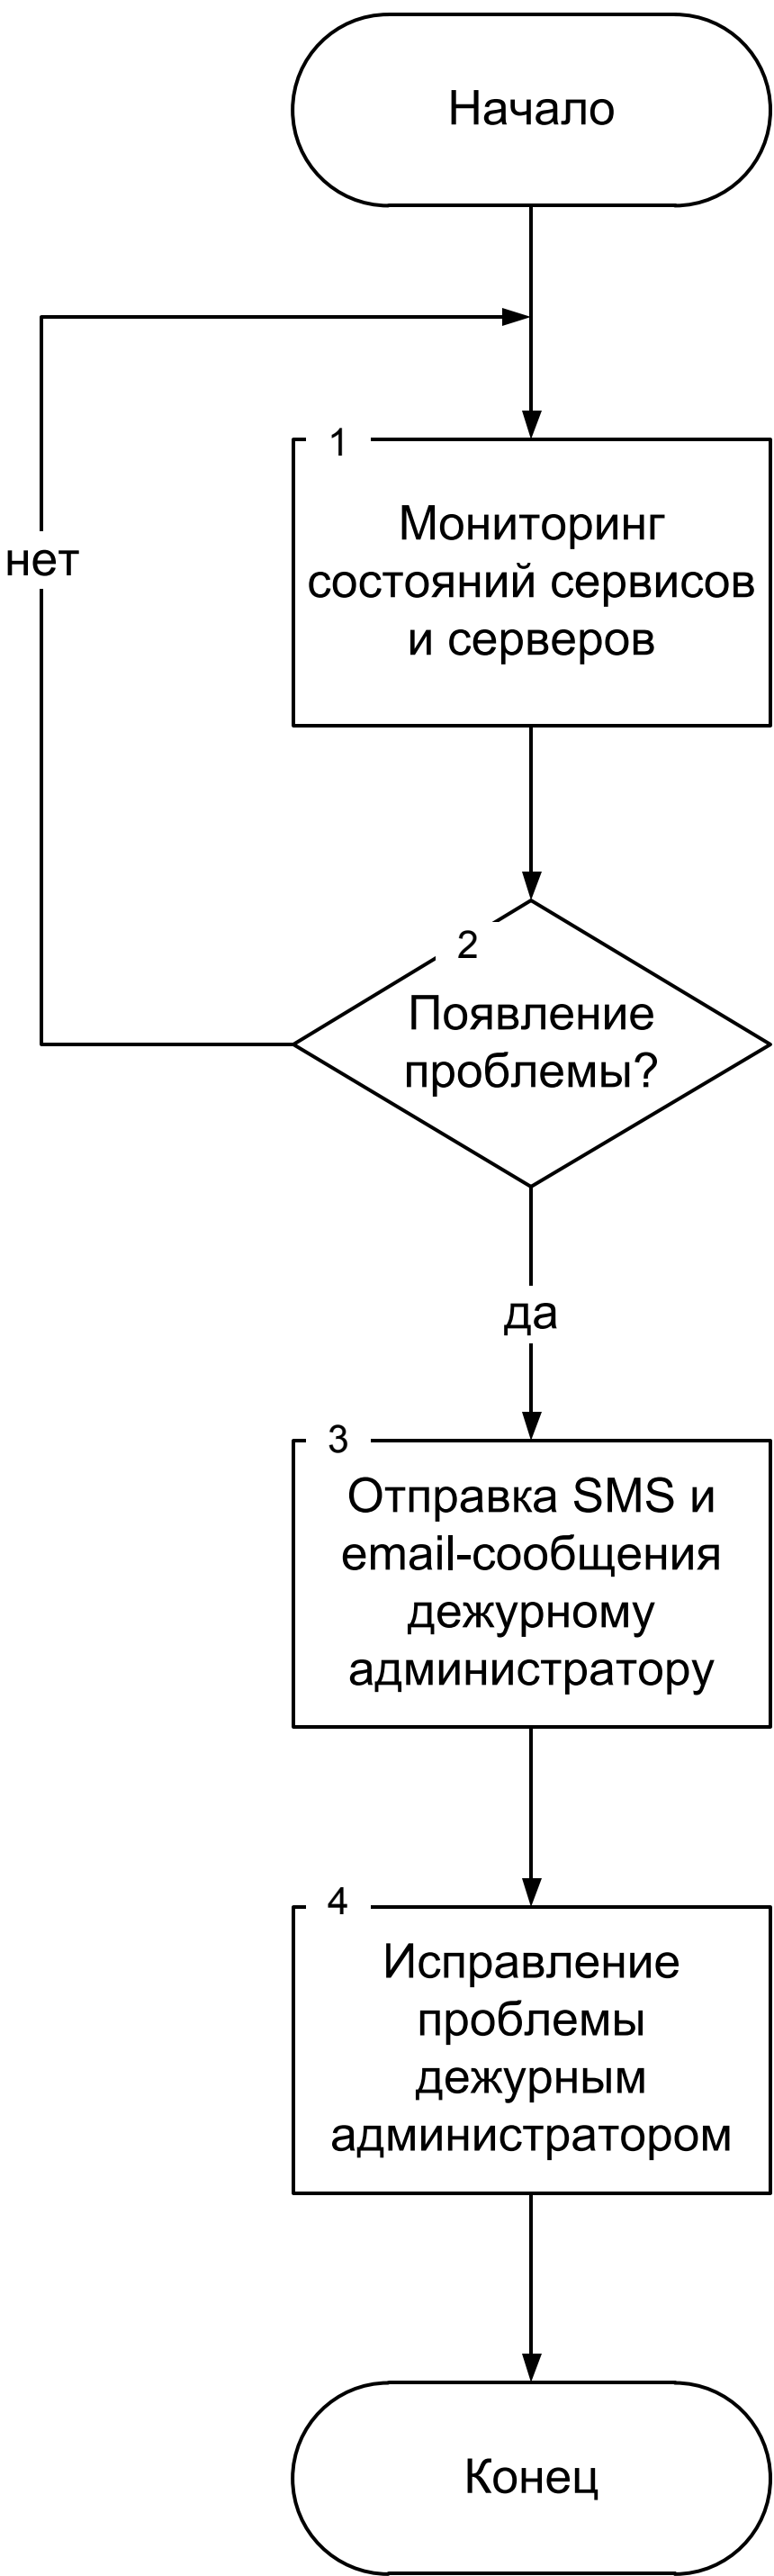 Начало
1
Мониторинг
состояний сервисов
и серверов
нет
2
Появление
проблемы?
да
3
Отправка SMS и
email-сообщения
дежурному
администратору
4
Исправление
проблемы
дежурным
администратором
Конец